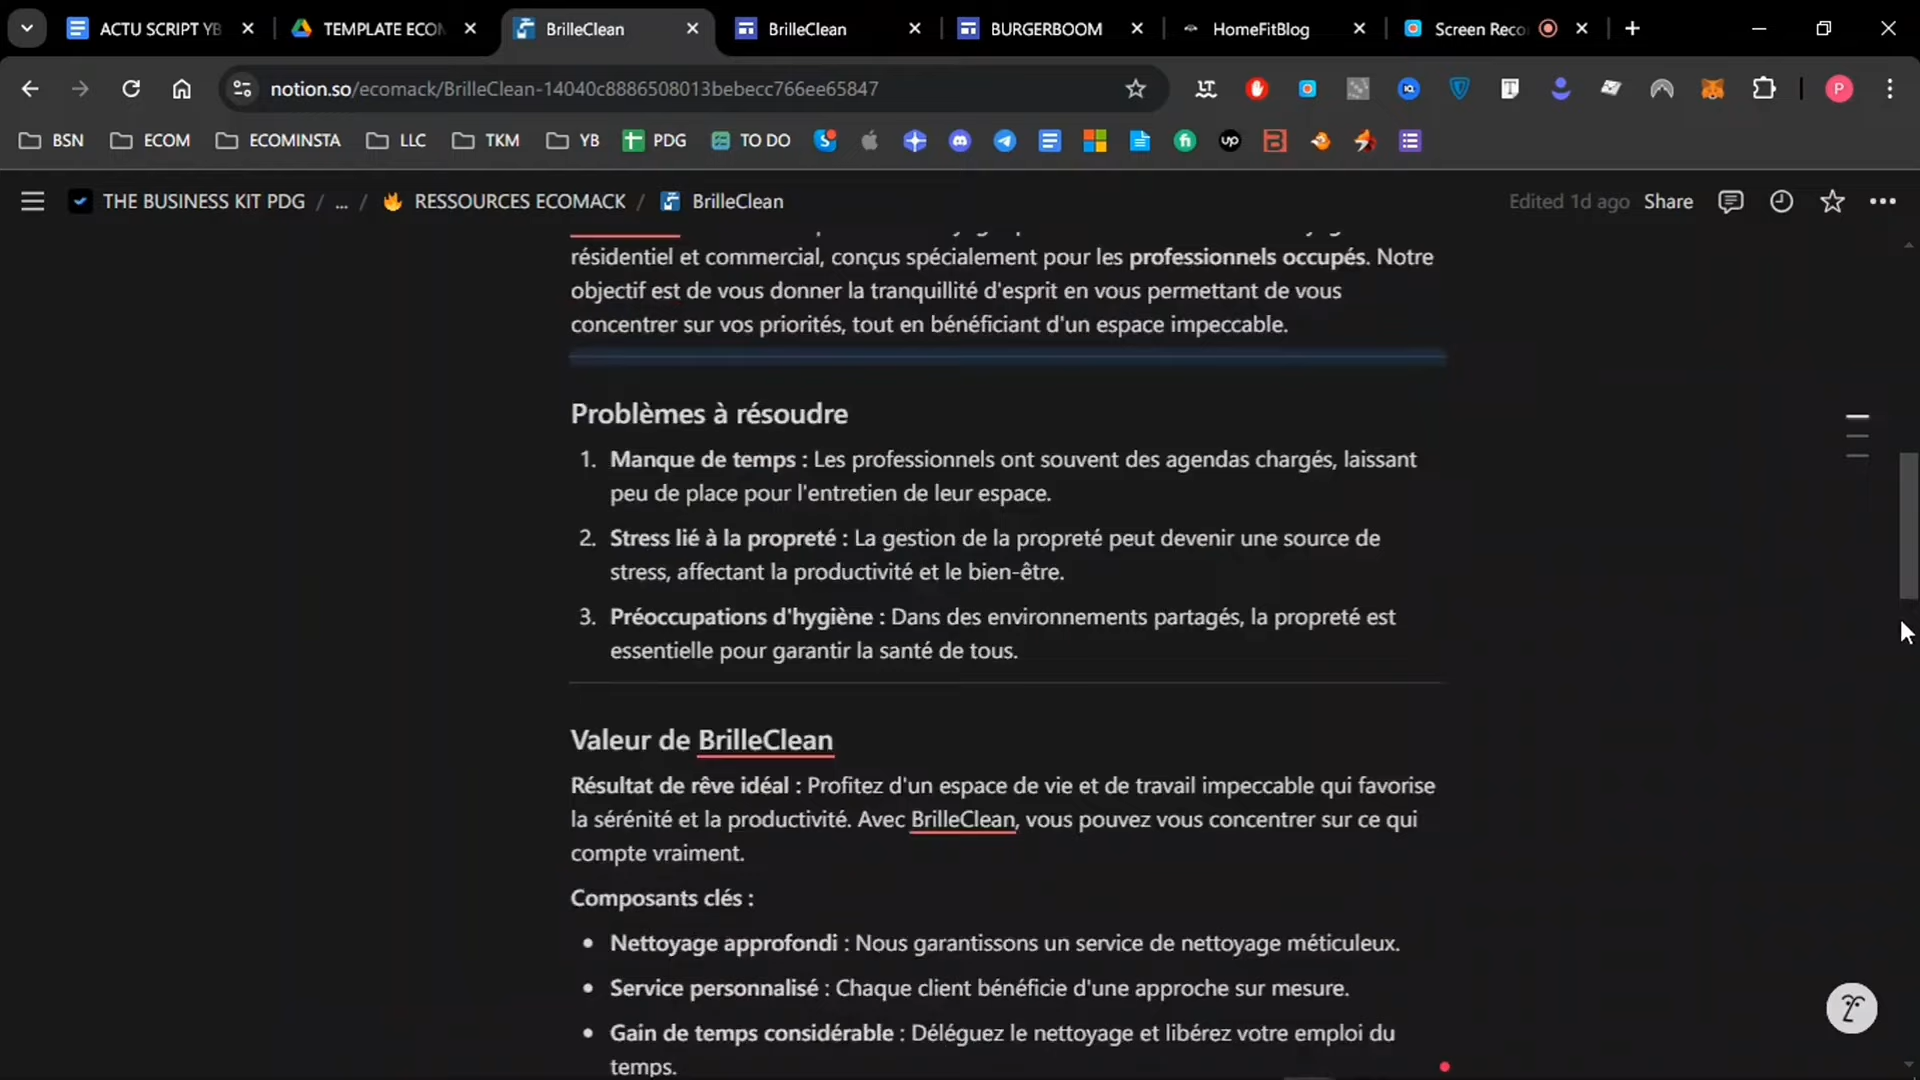 ACTU SCRIPT YB
TEMPLATE ECOM
BrilleClean
BrilleClean
BURGERBOOM
HomeFitBlog
Screen Reco
notion.so/ecomack/BrilleClean-14040c8886508013bebecc766ee65847
P
BSN
ECOM
ECOMINSTA
LLC
TKM
YB
PDG
TO DO
THE BUSINESS KIT PDG / ... / RESSOURCES ECOMACK / BrilleClean
Edited 1d ago Share
résidentiel et commercial, conçus spécialement pour les professionnels occupés. Notre
objectif est de vous donner la tranquillité d'esprit en vous permettant de vous
concentrer sur vos priorités, tout en bénéficiant d'un espace impeccable.
Problèmes à résoudre
1. Manque de temps : Les professionnels ont souvent des agendas chargés, laissant
peu de place pour l'entretien de leur espace.
2. Stress lié à la propreté : La gestion de la propreté peut devenir une source de
stress, affectant la productivité et le bien-être.
3. Préoccupations d'hygiène : Dans des environnements partagés, la propreté est
essentielle pour garantir la santé de tous.
Valeur de BrilleClean
Résultat de rêve idéal : Profitez d'un espace de vie et de travail impeccable qui favorise
la sérénité et la productivité. Avec BrilleClean, vous pouvez vous concentrer sur ce qui
compte vraiment.
Composants clés :
• Nettoyage approfondi : Nous garantissons un service de nettoyage méticuleux.
• Service personnalisé : Chaque client bénéficie d'une approche sur mesure.
• Gain de temps considérable : Déléguez le nettoyage et libérez votre emploi du
temps.